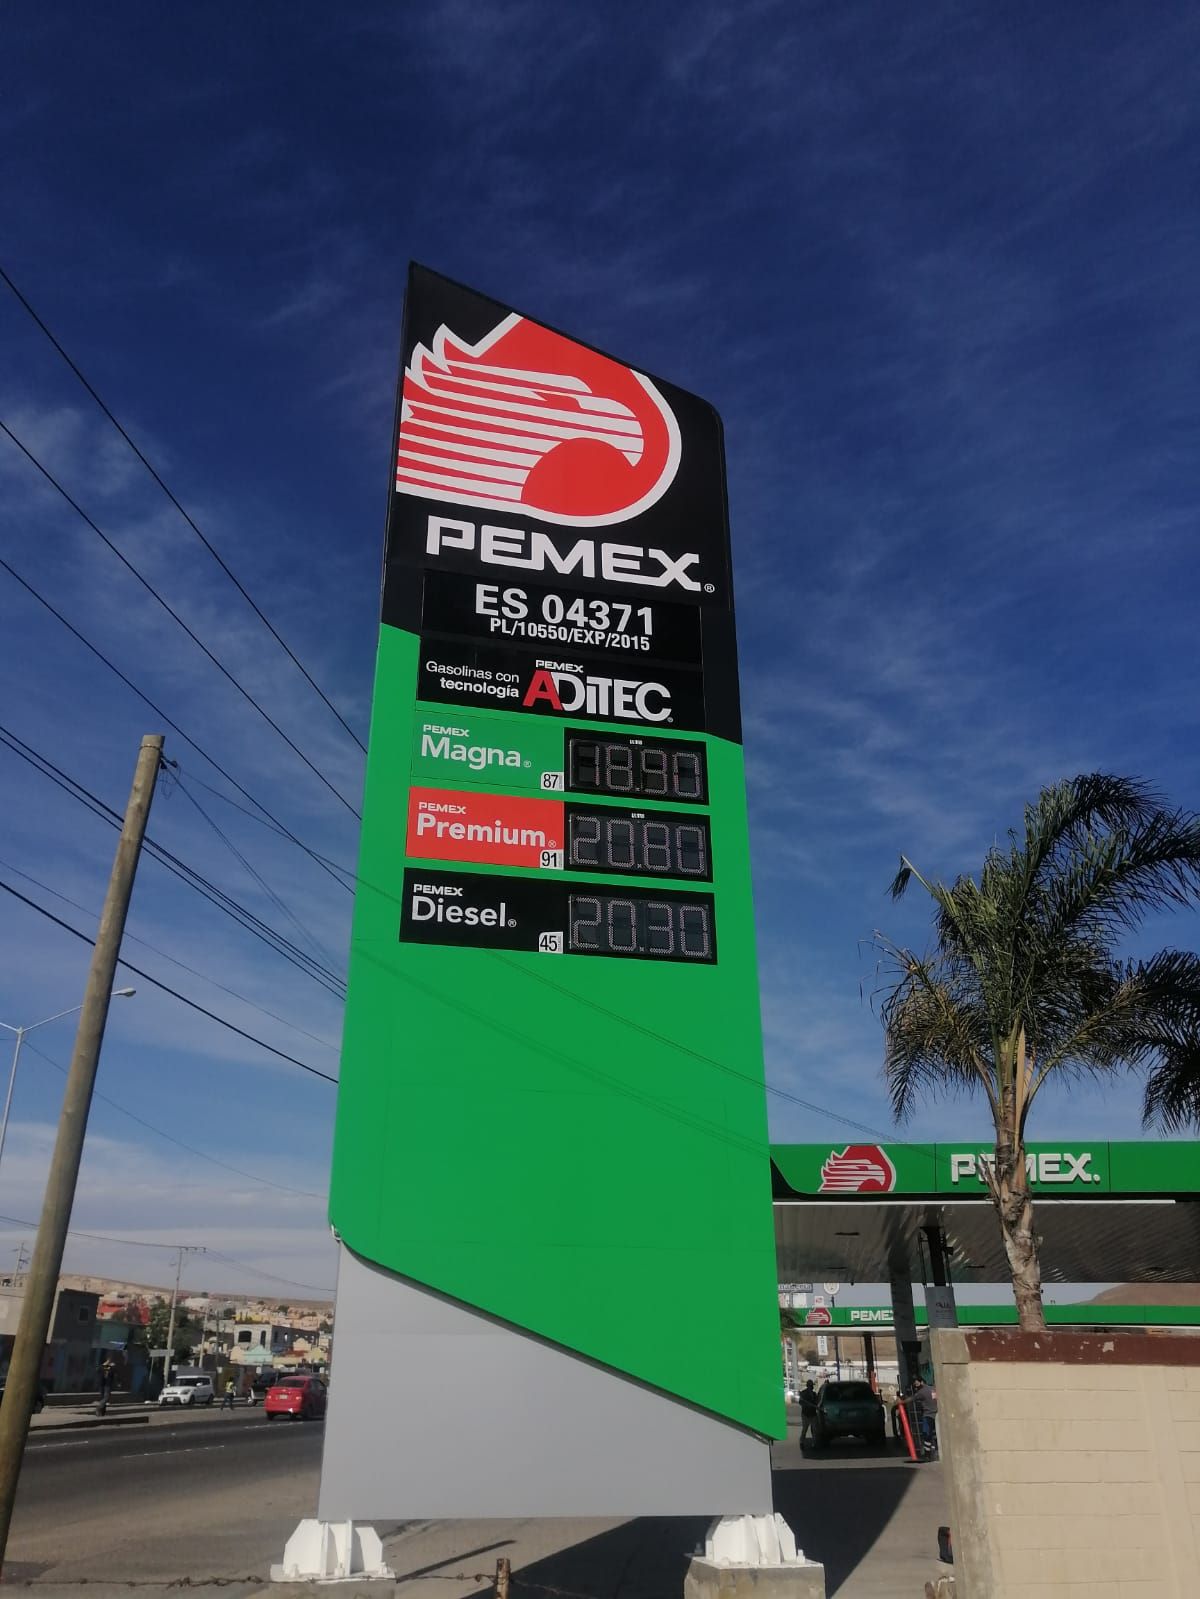 PEMEX®
ES 04371
PL/10550/EXP/2015
Gasolinas con
tecnología
PEMEX
ADITEC®
PEMEX
Magna®
87
18.90
PEMEX
Premium®
91
20.80
PEMEX
Diesel®
45
20.30
PEMEX.
PEMEX